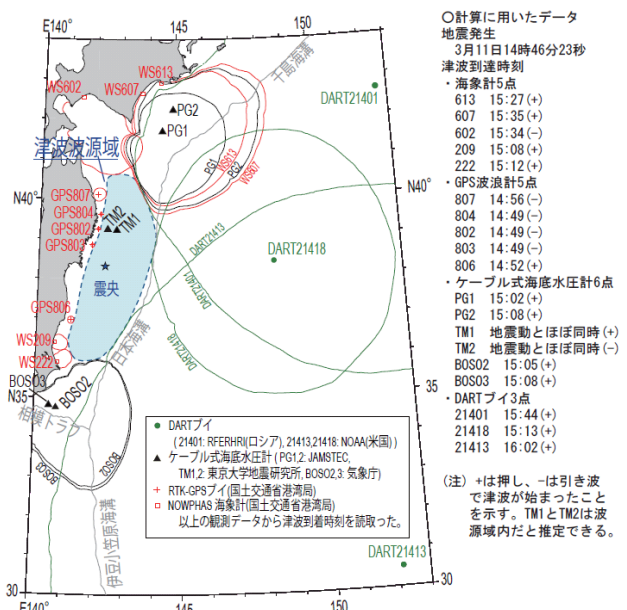 E140°
145
150
○計算に用いたデータ
地震発生
3月11日14時46分23秒
津波到達時刻
・海象計5点
613 15:27(+)
607 15:35(+)
602 15:34(−)
209 15:08(+)
222 15:12(+)
・GPS波浪計5点
807 14:56(−)
804 14:49(−)
802 14:49(−)
803 14:49(−)
806 14:52(+)
・ケーブル式海底水圧計6点
PG1 15:02(+)
PG2 15:08(+)
TM1 地震動とほぼ同時(+)
TM2 地震動とほぼ同時(−)
BOSO2 15:05(+)
BOSO3 15:08(+)
・DARTブイ3点
21401 15:44(+)
21418 15:13(+)
21413 16:02(+)
(注) +は押し、−は引き波
で津波が始まったこと
を示す。TM1とTM2は波
源域内だと推定できる。
WS613
千島海溝
WS602
WS607
DART21401
PG2
PG1
津波波源域
PG1
WS613
PG2
WS607
N40°
N40°
GPS807
GPS804
GPS802
GPS803
TM2
TM1
DART21413
DART21418
震央
DART21401
GPS806
日本海溝
DART21418
WS209
WS222
BOSO3
BOSO2
N35
35
相模トラフ
BOSO3
BOSO2
伊豆小笠原海溝
● DARTブイ
( 21401: RFERHRI(ロシア), 21413,21418: NOAA(米国) )
▲ ケーブル式海底水圧計 ( PG1,2: JAMSTEC,
TM1,2: 東京大学地震研究所, BOSO2,3: 気象庁)
+ RTK-GPSブイ(国土交通省港湾局)
□ NOWPHAS 海象計(国土交通省港湾局)
以上の観測データから津波到着時刻を読取った。
DART21413
30
30
E140°
145
150